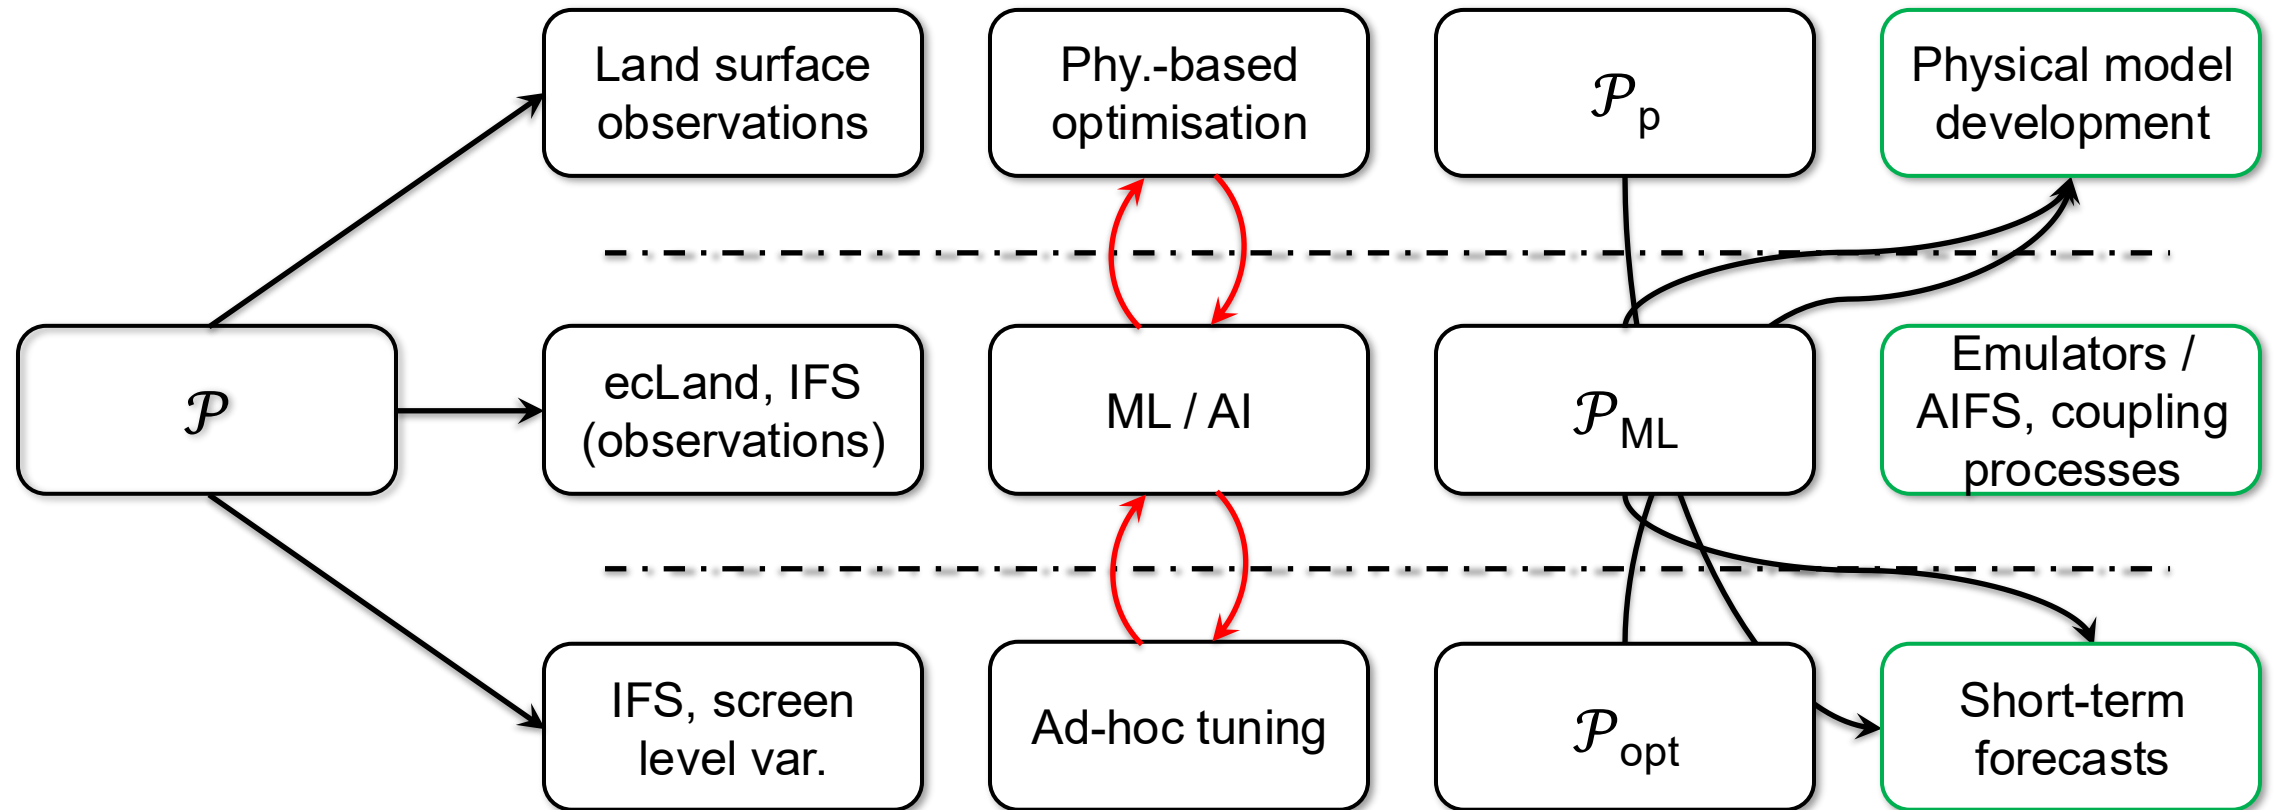 Land surface
observations
Phy.-based
optimisation
𝒫p
Physical model
development
𝒫
ecLand, IFS
(observations)
ML / AI
𝒫ML
Emulators /
AIFS, coupling
processes
IFS, screen
level var.
Ad-hoc tuning
𝒫opt
Short-term
forecasts